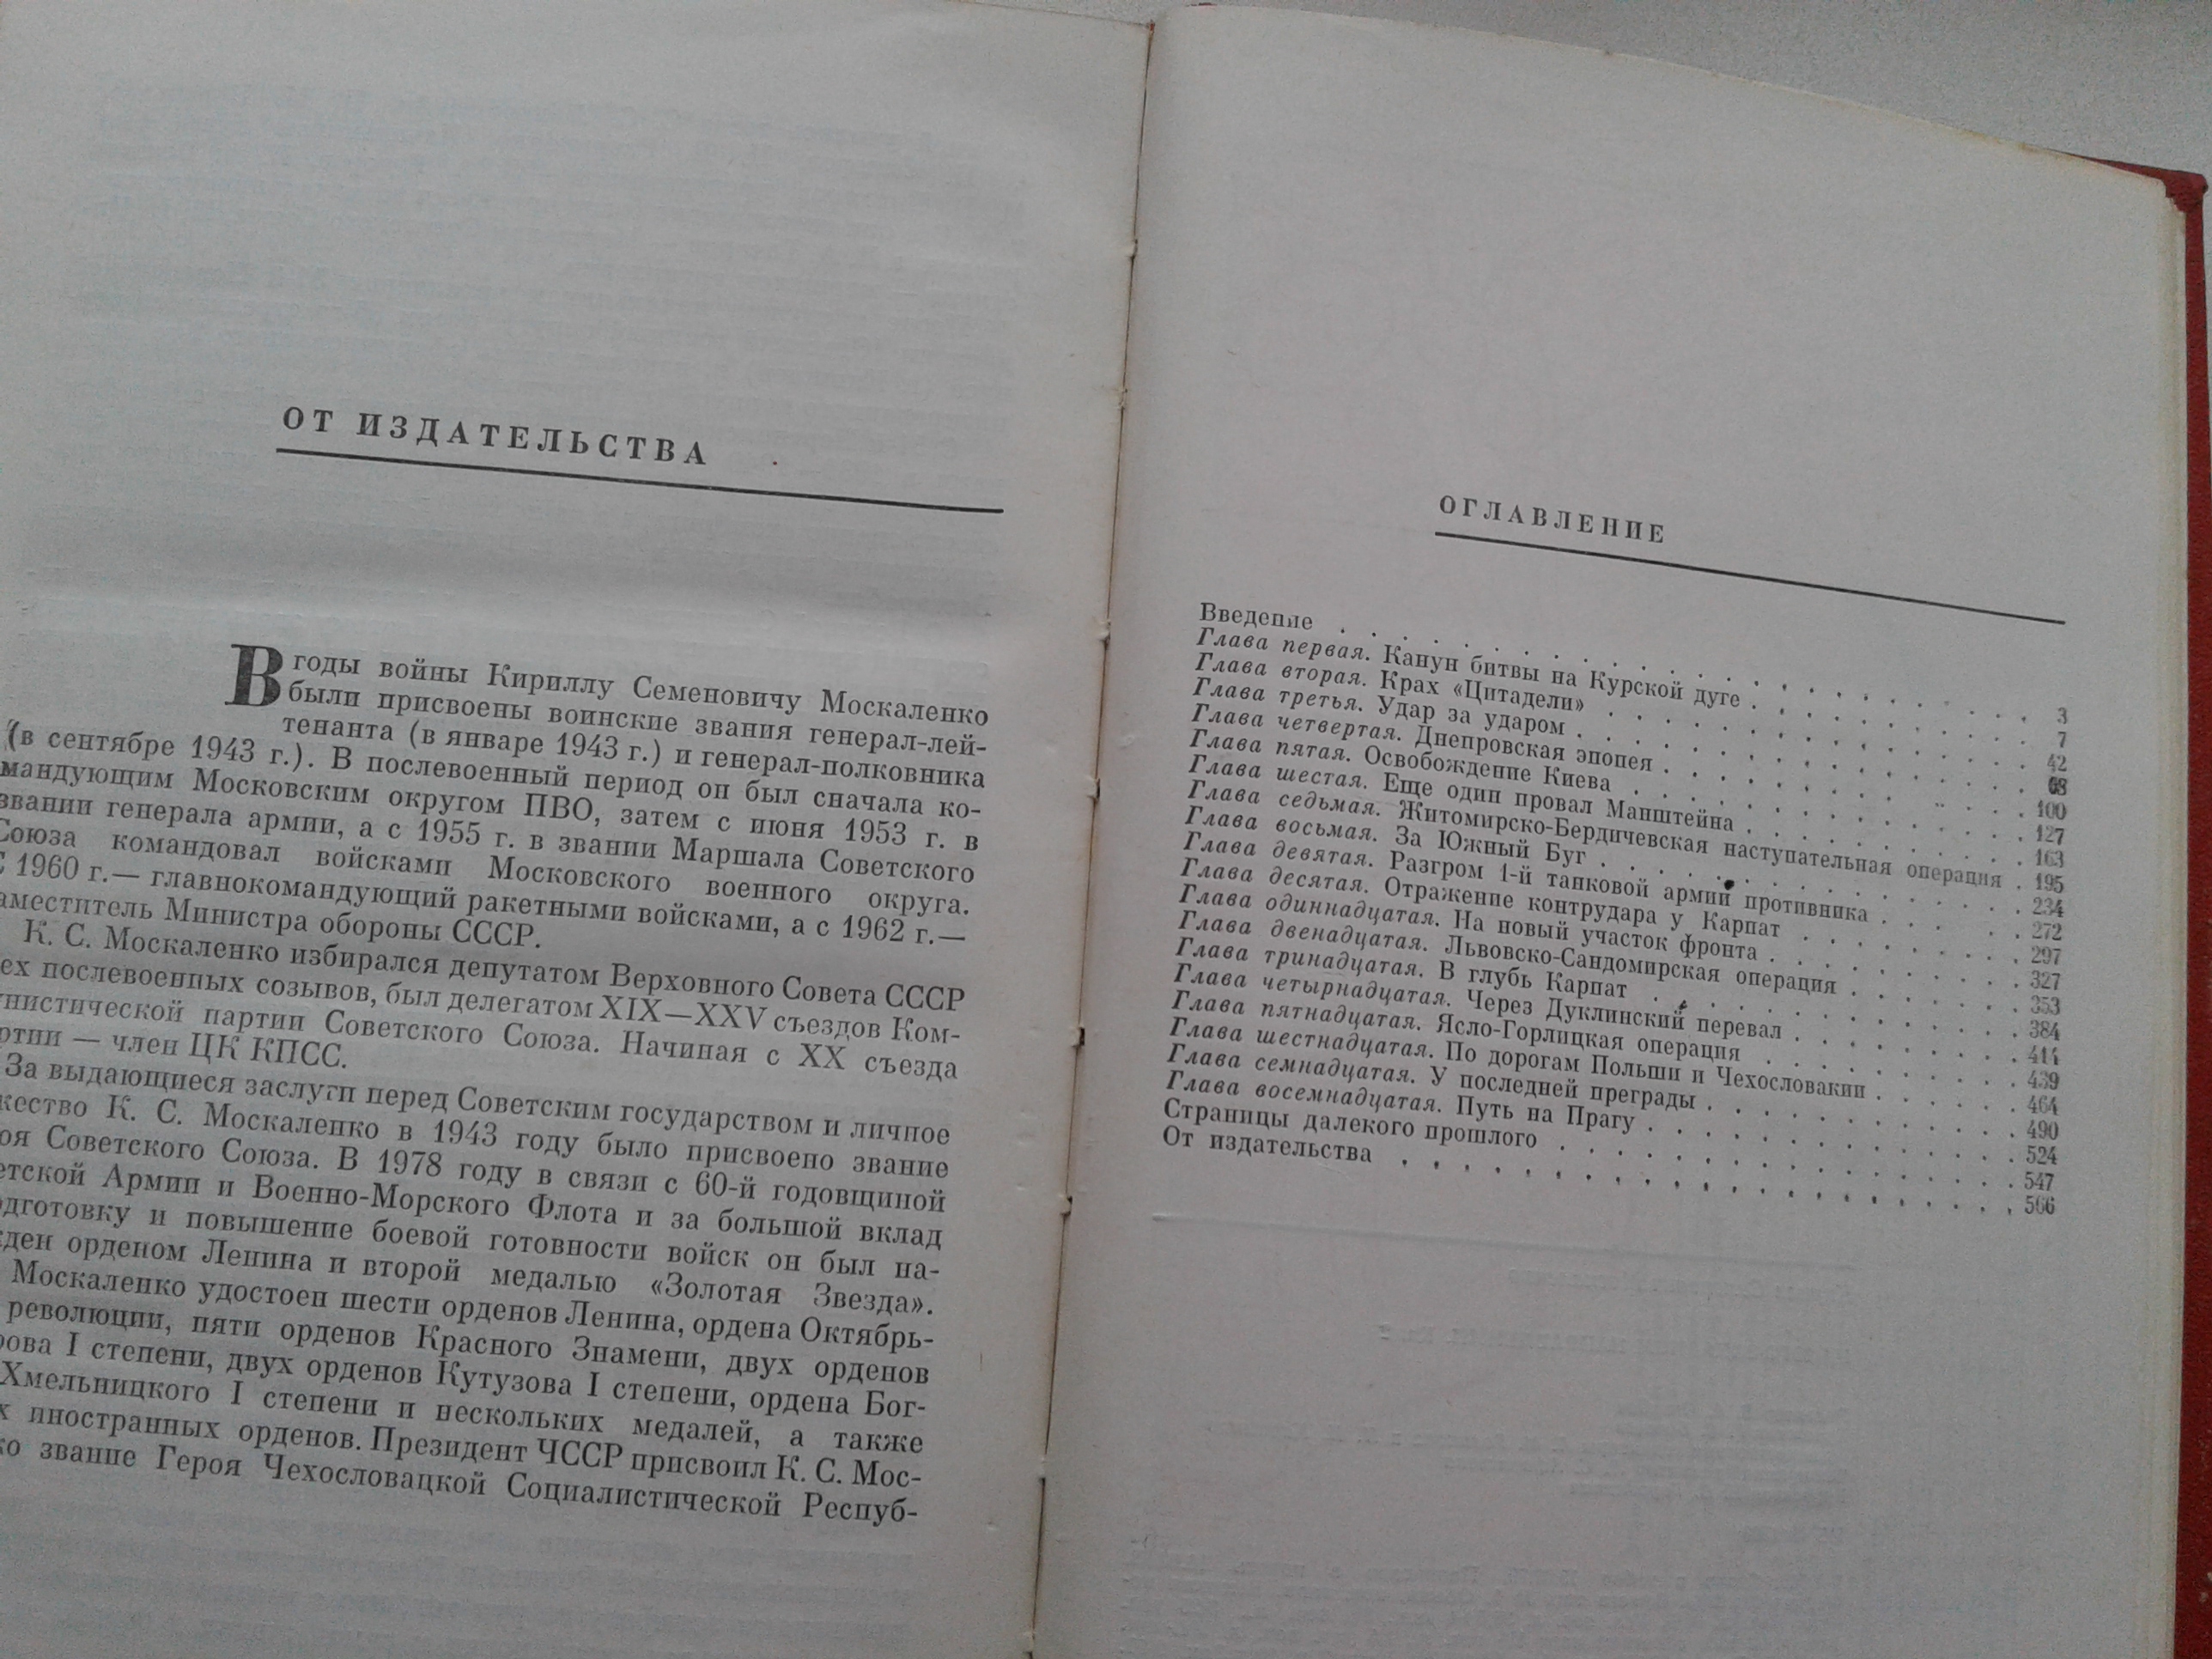 ОТ ИЗДАТЕЛЬСТВА
В годы войны Кириллу Семеновичу Москаленко
были присвоены воинские звания генерал-лей-
тенанта (в январе 1943 г.) и генерал-полковника
(в сентябре 1943 г.). В послевоенный период он был сначала ко-
мандующим Московским округом ПВО, затем с июня 1953 г. в
звании генерала армии, а с 1955 г. в звании Маршала Советского
Союза командовал войсками Московского военного округа.
С 1960 г.— главнокомандующий ракетными войсками, а с 1962 г.—
аместитель Министра обороны СССР.
К. С. Москаленко избирался депутатом Верховного Совета СССР
ех послевоенных созывов, был делегатом XIX—XXV съездов Ком-
унистической партии Советского Союза. Начиная с XX съезда
ртии — член ЦК КПСС.
За выдающиеся заслуги перед Советским государством и личное
жество К. С. Москаленко в 1943 году было присвоено звание
оя Советского Союза. В 1978 году в связи с 60-й годовщиной
етской Армии и Военно-Морского Флота и за большой вклад
одготовку и повышение боевой готовности войск он был на-
ден орденом Ленина и второй медалью «Золотая Звезда».
Москаленко удостоен шести орденов Ленина, ордена Октябрь-
революции, пяти орденов Красного Знамени, двух орденов
рова I степени, двух орденов Кутузова I степени, ордена Бог-
Хмельницкого I степени и нескольких медалей, а также
х иностранных орденов. Президент ЧССР присвоил К. С. Мос-
ко звание Героя Чехословацкой Социалистической Респуб-
ОГЛАВЛЕНИЕ
Введение . . . 3
Глава первая. Канун битвы на Курской дуге . . . 7
Глава вторая. Крах «Цитадели» . . . 42
Глава третья. Удар за ударом . . . 68
Глава четвертая. Днепровская эпопея . . . 100
Глава пятая. Освобождение Киева . . . 127
Глава шестая. Еще один провал Манштейна . . . 163
Глава седьмая. Житомирско-Бердичевская наступательная операция . 195
Глава восьмая. За Южный Буг . . . 234
Глава девятая. Разгром 1-й танковой армии противника . . . 272
Глава десятая. Отражение контрудара у Карпат . . . 297
Глава одиннадцатая. На новый участок фронта . . . 327
Глава двенадцатая. Львовско-Сандомирская операция . . . 353
Глава тринадцатая. В глубь Карпат . . . 384
Глава четырнадцатая. Через Дуклинский перевал . . . 414
Глава пятнадцатая. Ясло-Горлицкая операция . . . 439
Глава шестнадцатая. По дорогам Польши и Чехословакии . . . 464
Глава семнадцатая. У последней преграды . . . 490
Глава восемнадцатая. Путь на Прагу . . . 524
Страницы далекого прошлого . . . 547
От издательства . . . 566